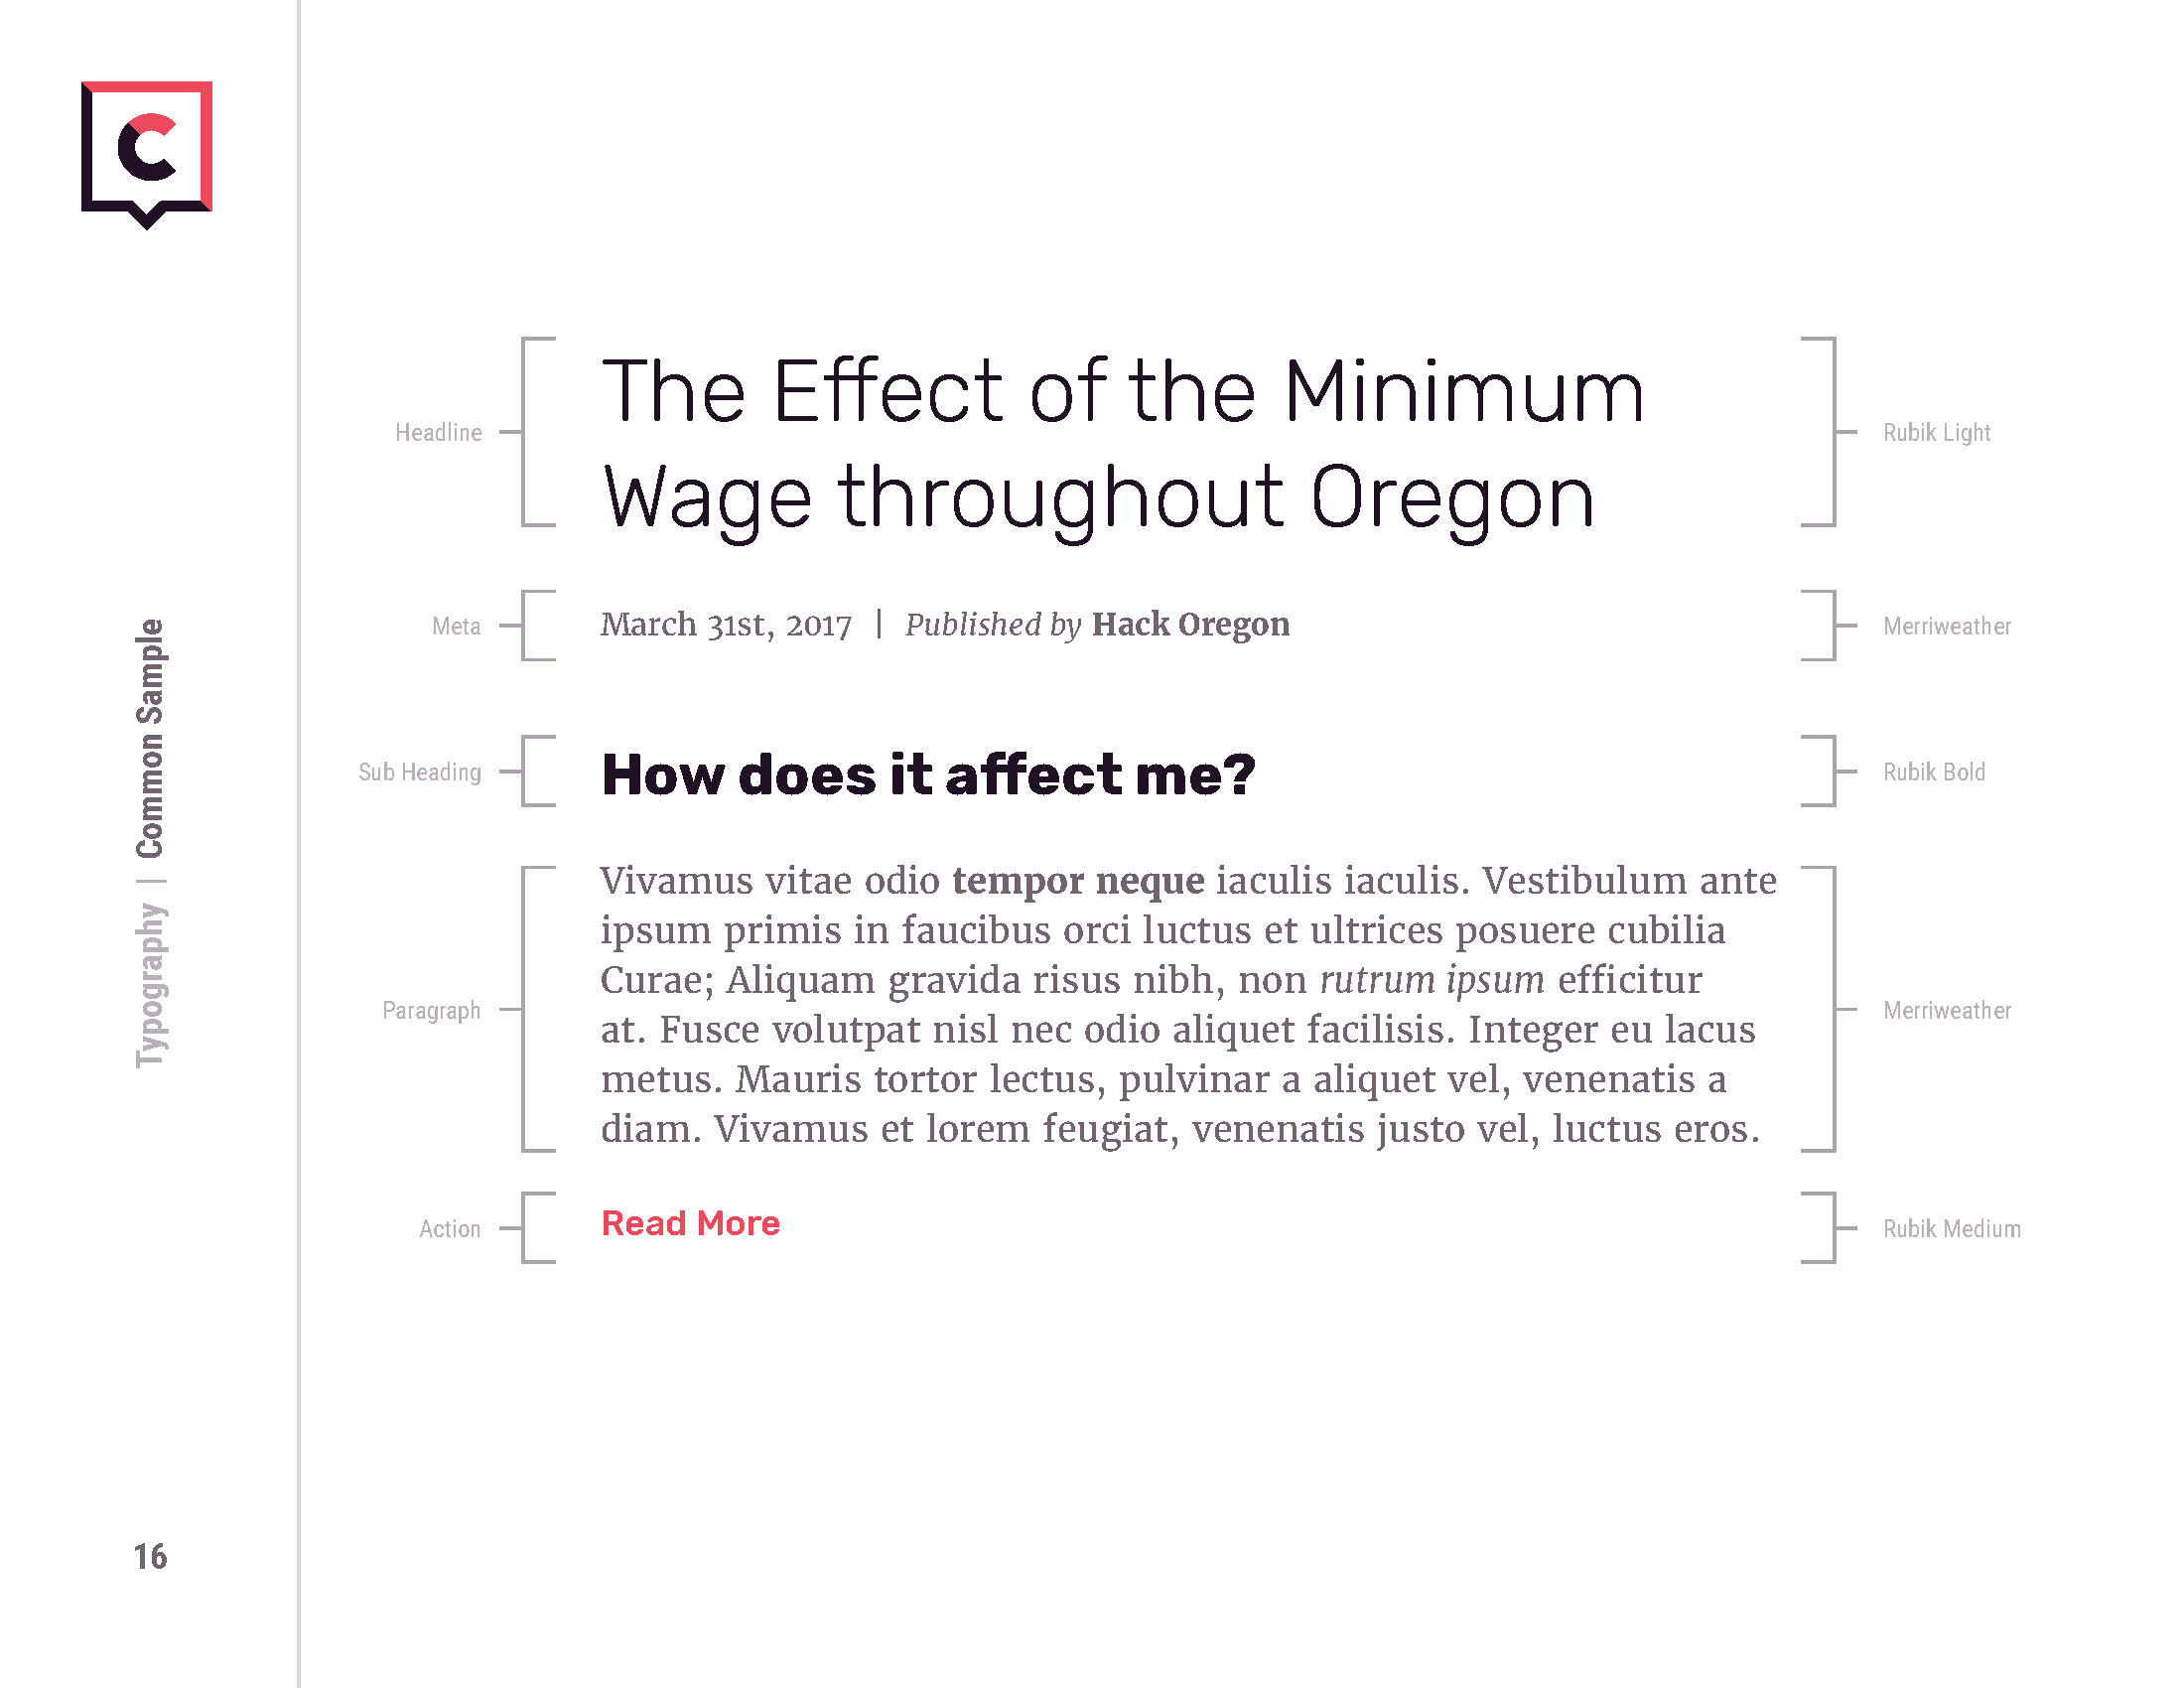 C
Typography | Common Sample
16
Headline
The Effect of the Minimum
Wage throughout Oregon
Rubik Light
Meta
March 31st, 2017 | Published by Hack Oregon
Merriweather
Sub Heading
How does it affect me?
Rubik Bold
Paragraph
Vivamus vitae odio tempor neque iaculis iaculis. Vestibulum ante
ipsum primis in faucibus orci luctus et ultrices posuere cubilia
Curae; Aliquam gravida risus nibh, non rutrum ipsum efficitur
at. Fusce volutpat nisl nec odio aliquet facilisis. Integer eu lacus
metus. Mauris tortor lectus, pulvinar a aliquet vel, venenatis a
diam. Vivamus et lorem feugiat, venenatis justo vel, luctus eros.
Merriweather
Action
Read More
Rubik Medium